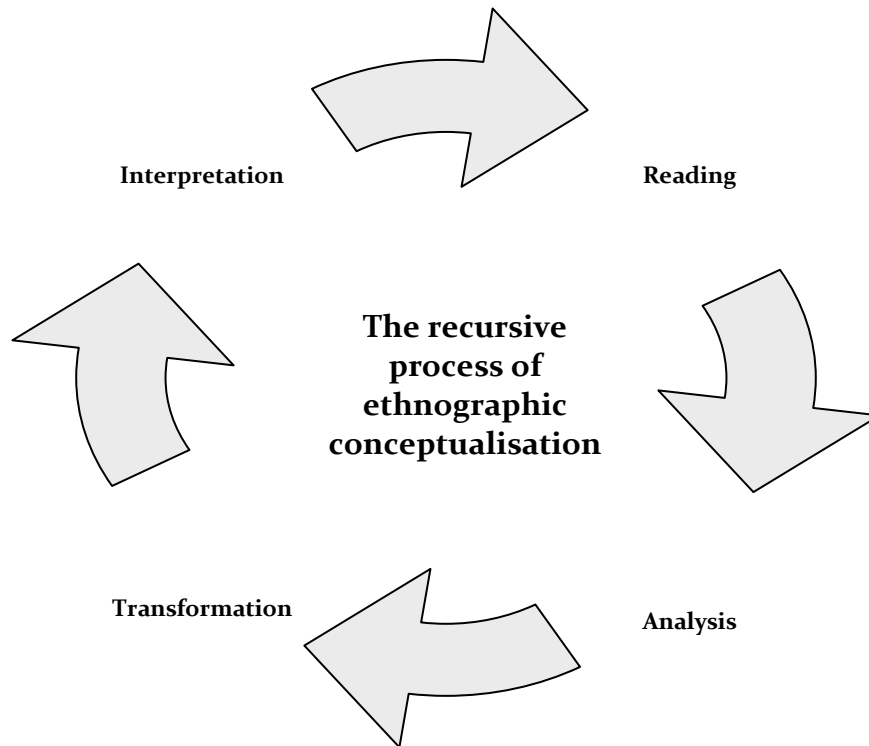 Interpretation
Reading
The recursive
process of
ethnographic
conceptualisation
Transformation
Analysis